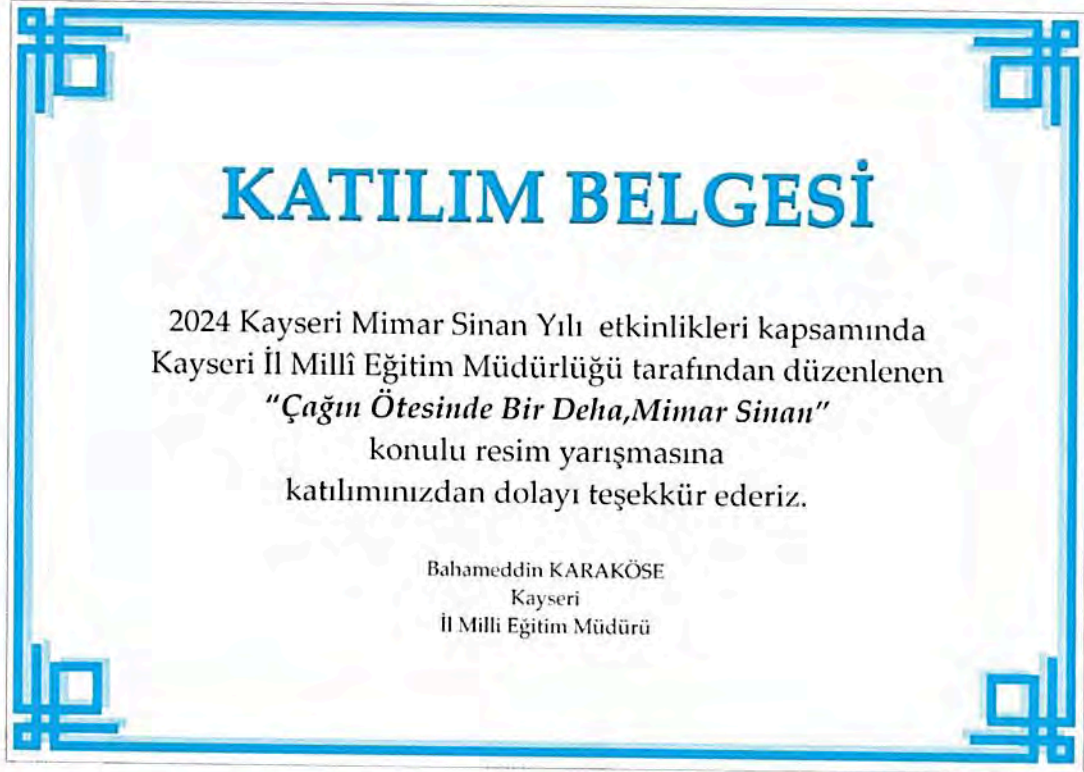 KATILIM BELGESİ
2024 Kayseri Mimar Sinan Yılı etkinlikleri kapsamında
Kayseri İl Millî Eğitim Müdürlüğü tarafından düzenlenen
"Çağın Ötesinde Bir Deha,Mimar Sinan"
konulu resim yarışmasına
katılımınızdan dolayı teşekkür ederiz.
Bahameddin KARAKÖSE
Kayseri
İl Milli Eğitim Müdürü